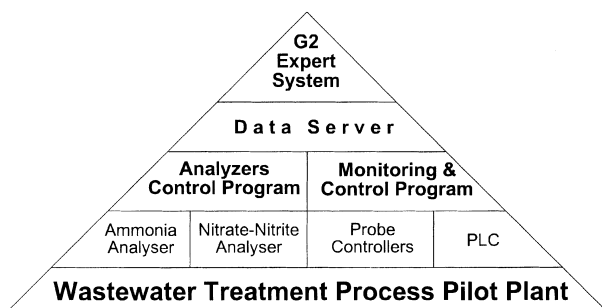 G2
Expert
System
Data Server
Analyzers
Control Program
Monitoring &
Control Program
Ammonia
Analyser
Nitrate-Nitrite
Analyser
Probe
Controllers
PLC
Wastewater Treatment Process Pilot Plant